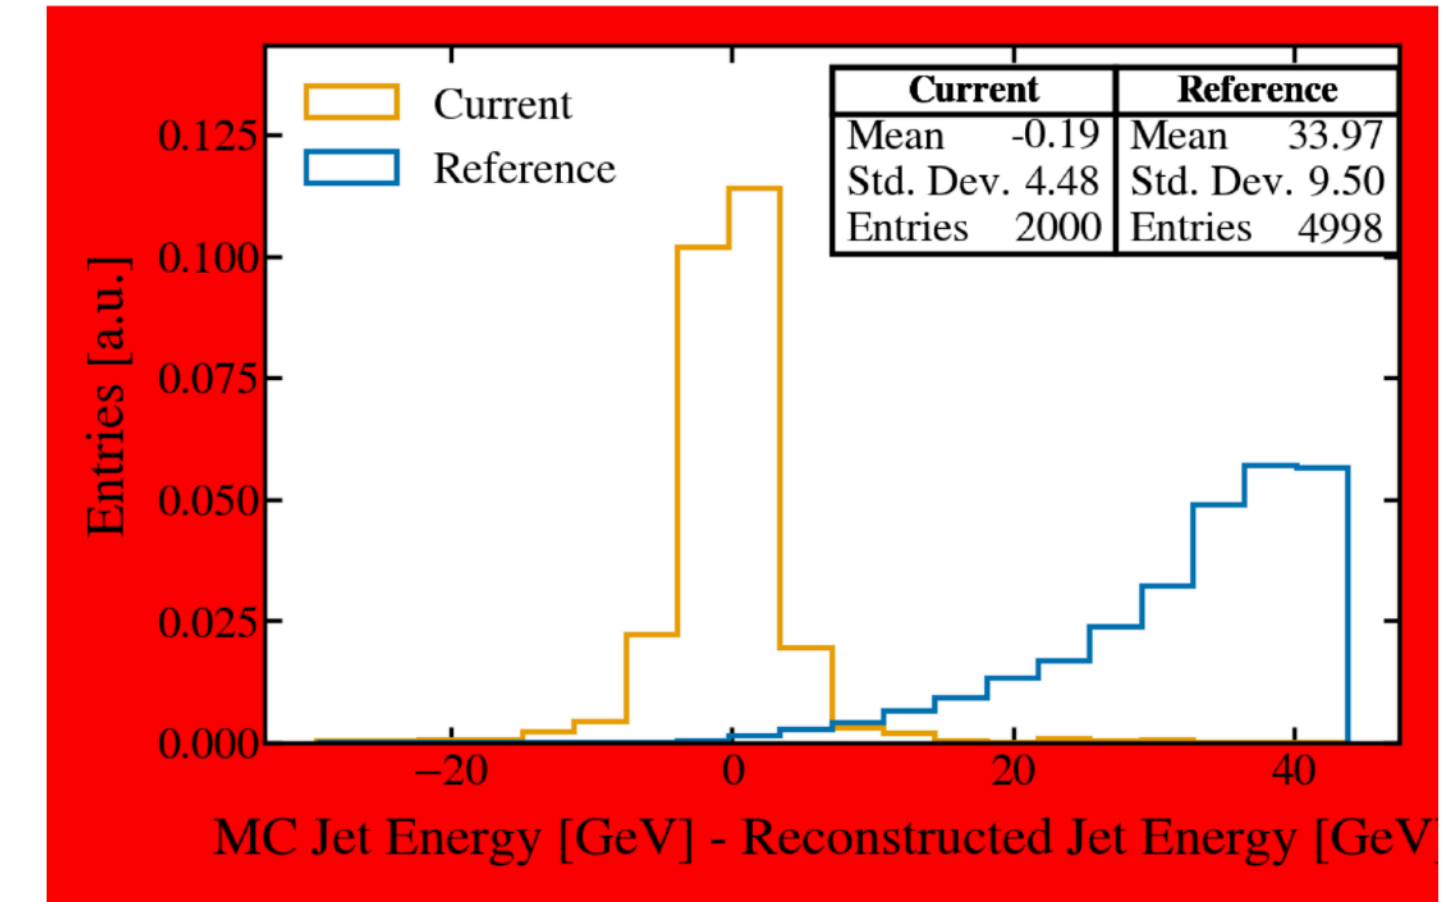 Current
Reference
Current Reference
Mean -0.19 Mean 33.97
Std. Dev. 4.48 Std. Dev. 9.50
Entries 2000 Entries 4998
Entries [a.u.]
0.125
0.100
0.075
0.050
0.025
0.000
−20 0 20 40
MC Jet Energy [GeV] - Reconstructed Jet Energy [GeV]